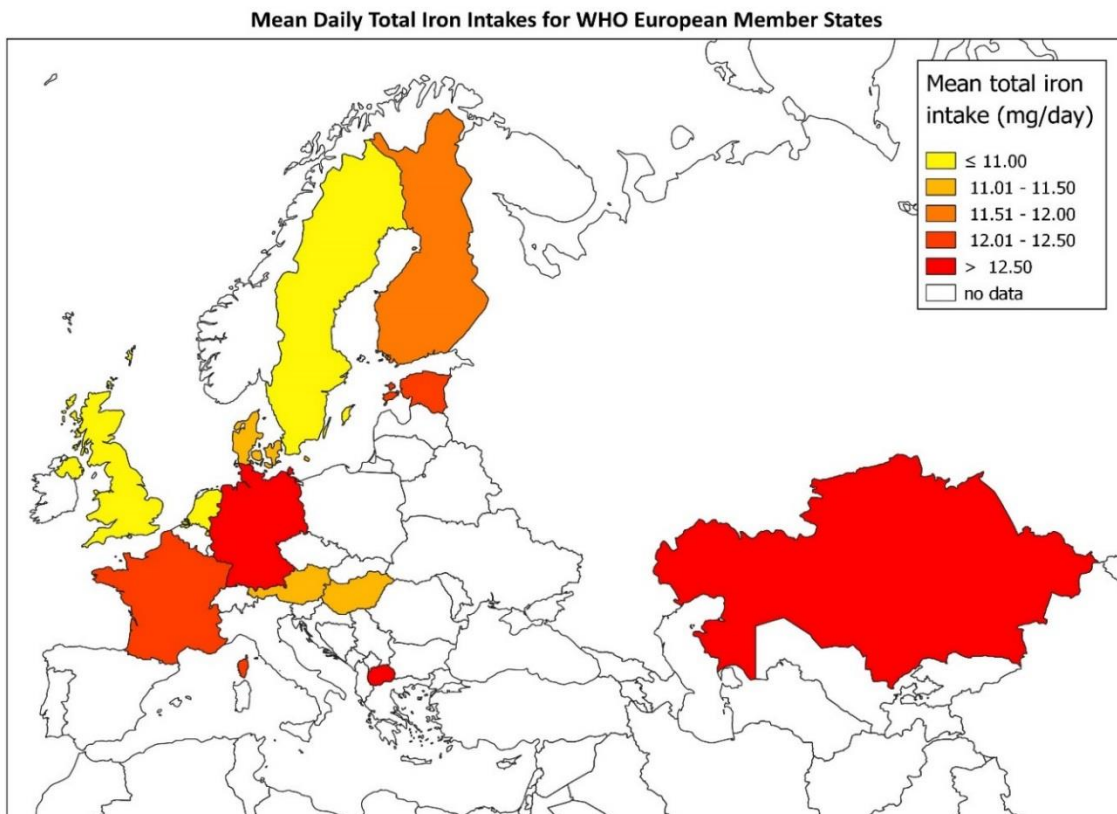 Mean Daily Total Iron Intakes for WHO European Member States
Mean total iron
intake (mg/day)
≤ 11.00
11.01 - 11.50
11.51 - 12.00
12.01 - 12.50
> 12.50
no data